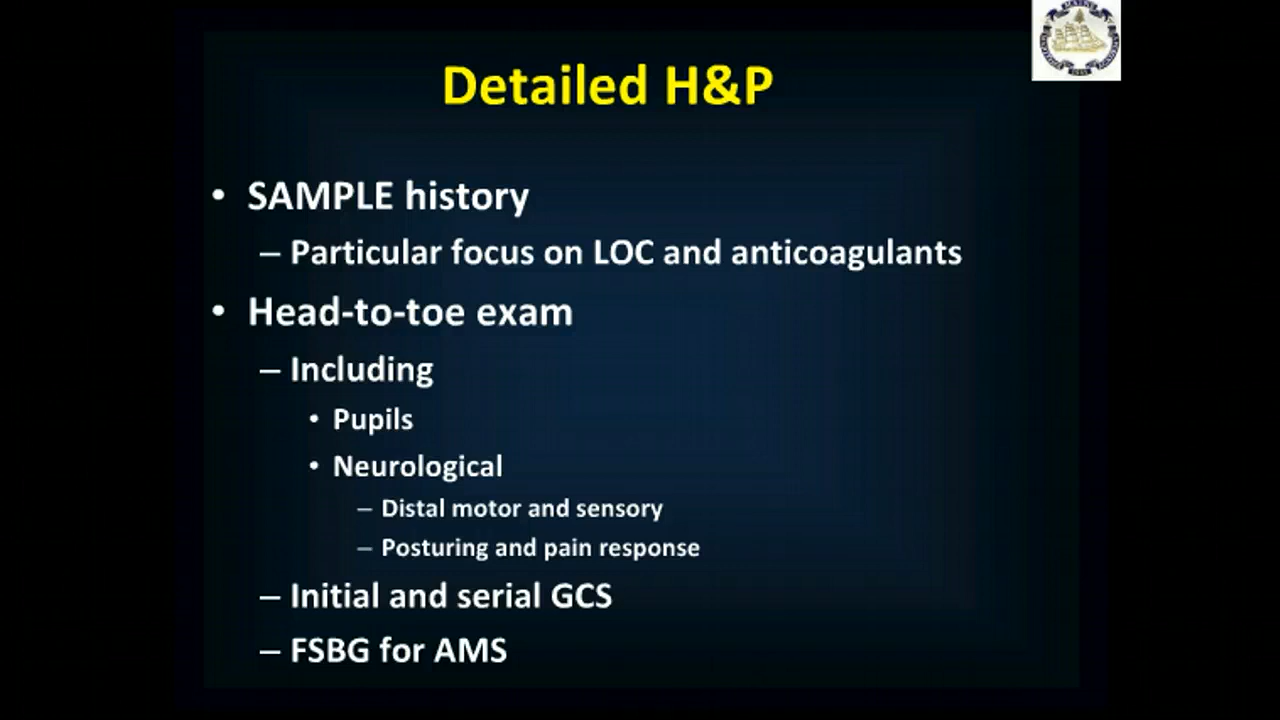 Detailed H&P
• SAMPLE history
– Particular focus on LOC and anticoagulants
• Head-to-toe exam
– Including
• Pupils
• Neurological
– Distal motor and sensory
– Posturing and pain response
– Initial and serial GCS
– FSBG for AMS